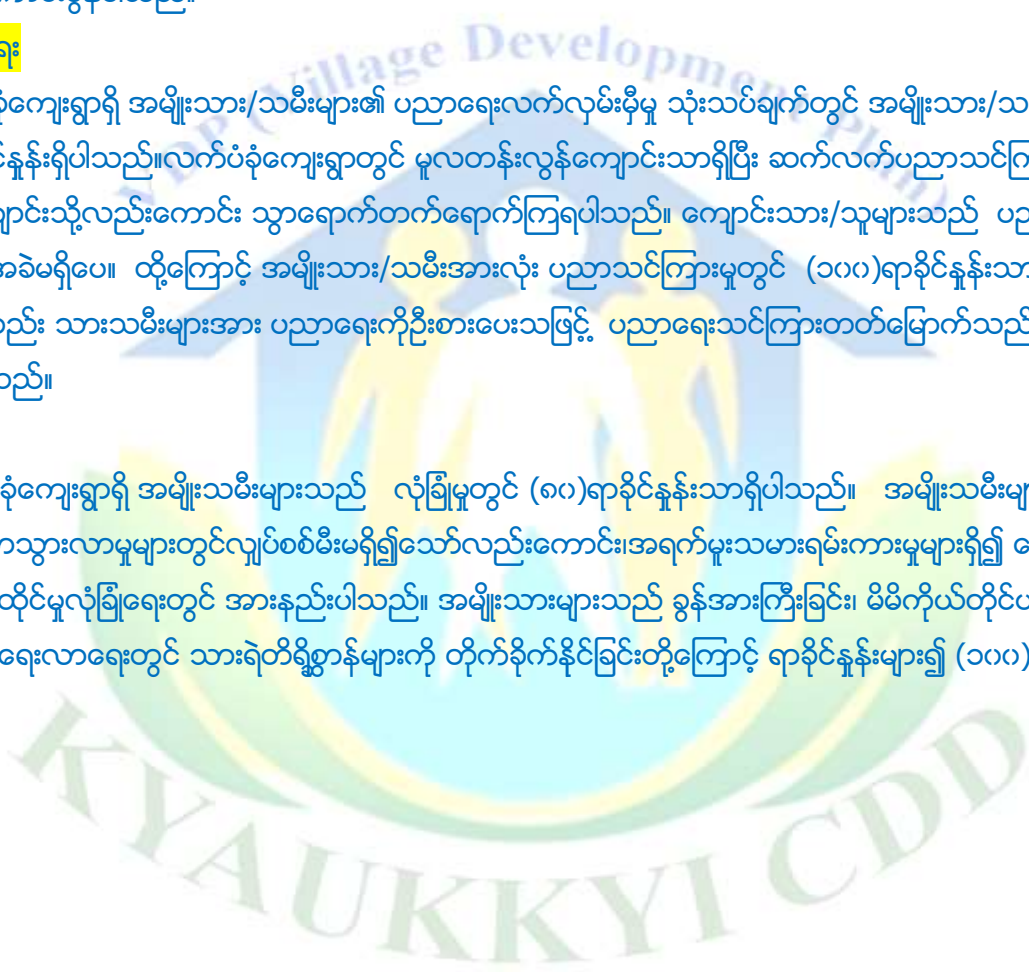 ရေး
VDP (Village Development Plan)
ခုံကျေးရွာရှိ အမျိုးသား/သမီးများ၏ ပညာရေးလက်လှမ်းမှီမှု သုံးသပ်ချက်တွင် အမျိုးသား/သ
င်နှုန်းရှိပါသည်။လက်ပံခုံကျေးရွာတွင် မူလတန်းလွန်ကျောင်းသာရှိပြီး ဆက်လက်ပညာသင်ကြ
ကျောင်းသို့လည်းကောင်း သွားရောက်တက်ရောက်ကြရပါသည်။ ကျောင်းသား/သူများသည် ပည
အခဲမရှိပေ။ ထို့ကြောင့် အမျိုးသား/သမီးအားလုံး ပညာသင်ကြားမှုတွင် (၁၀၀)ရာခိုင်နှုန်းသာ
ည်း သားသမီးများအား ပညာရေးကိုဦးစားပေးသဖြင့် ပညာရေးသင်ကြားတတ်မြောက်သည်
သည်။
ခုံကျေးရွာရှိ အမျိုးသမီးများသည် လုံခြုံမှုတွင် (၈၀)ရာခိုင်နှုန်းသာရှိပါသည်။ အမျိုးသမီးမျ
သွားလာမှုများတွင်လျှပ်စစ်မီးမရှိ၍သော်လည်းကောင်း၊အရက်မူးသမားရမ်းကားမှုများရှိ၍
ထိုင်မှုလုံခြုံရေးတွင် အားနည်းပါသည်။ အမျိုးသားများသည် ခွန်အားကြီးခြင်း၊ မိမိကိုယ်တိုင်
ရေးလာရေးတွင် သားရဲတိရိစ္ဆာန်များကို တိုက်ခိုက်နိုင်ခြင်းတို့ကြောင့် ရာခိုင်နှုန်းများ၍ (၁၀၀)
KYAUKKYI CDD